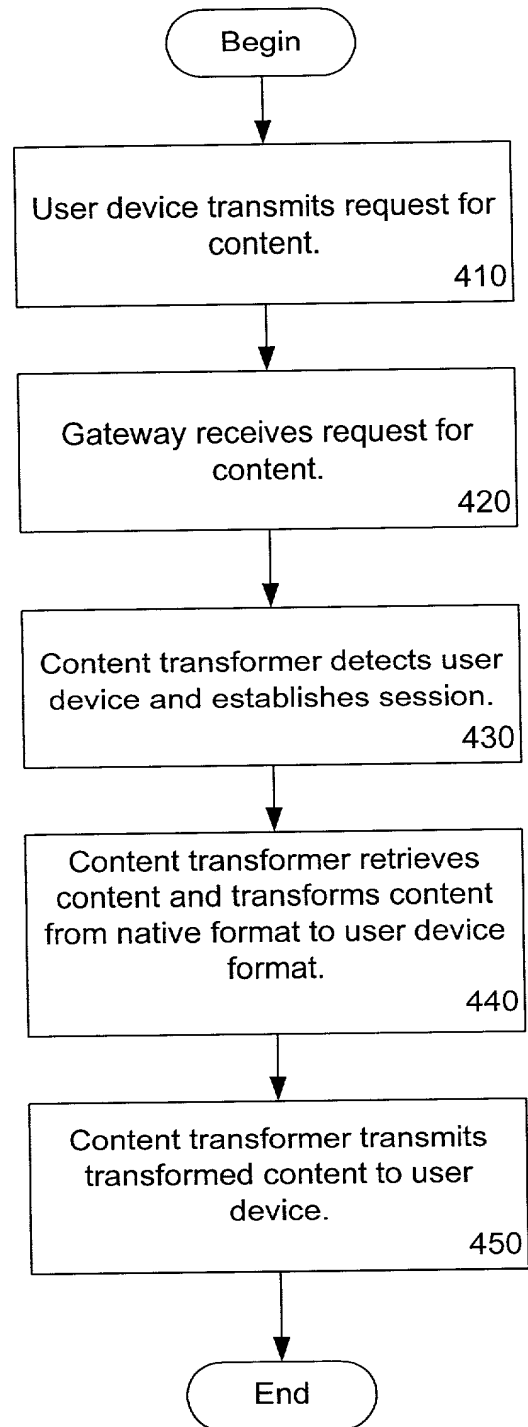 Begin
User device transmits request for
content.
410
Gateway receives request for
content.
420
Content transformer detects user
device and establishes session.
430
Content transformer retrieves
content and transforms content
from native format to user device
format.
440
Content transformer transmits
transformed content to user
device.
450
End